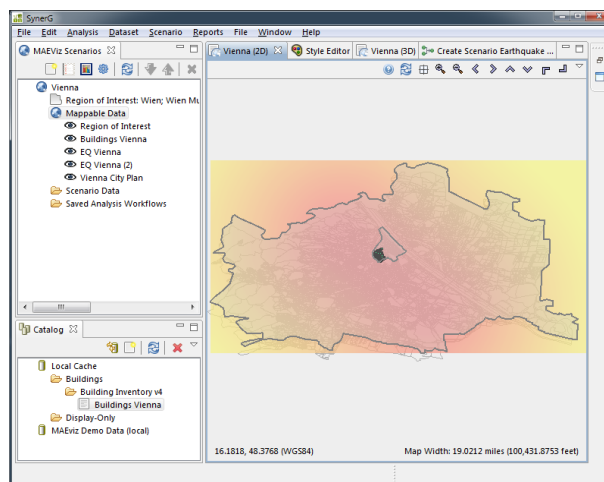 SynerG
File Edit Analysis Dataset Scenario Reports File Window Help
MAEViz Scenarios
Vienna
Region of Interest: Wien; Wien Mu
Mappable Data
Region of Interest
Buildings Vienna
EQ Vienna
EQ Vienna (2)
Vienna City Plan
Scenario Data
Saved Analysis Workflows
Catalog
Local Cache
Buildings
Building Inventory v4
Buildings Vienna
Display-Only
MAEviz Demo Data (local)
Vienna (2D) Style Editor Vienna (3D) Create Scenario Earthquake ...
16.1818, 48.3768 (WGS84) Map Width: 19.0212 miles (100,431.8753 feet)